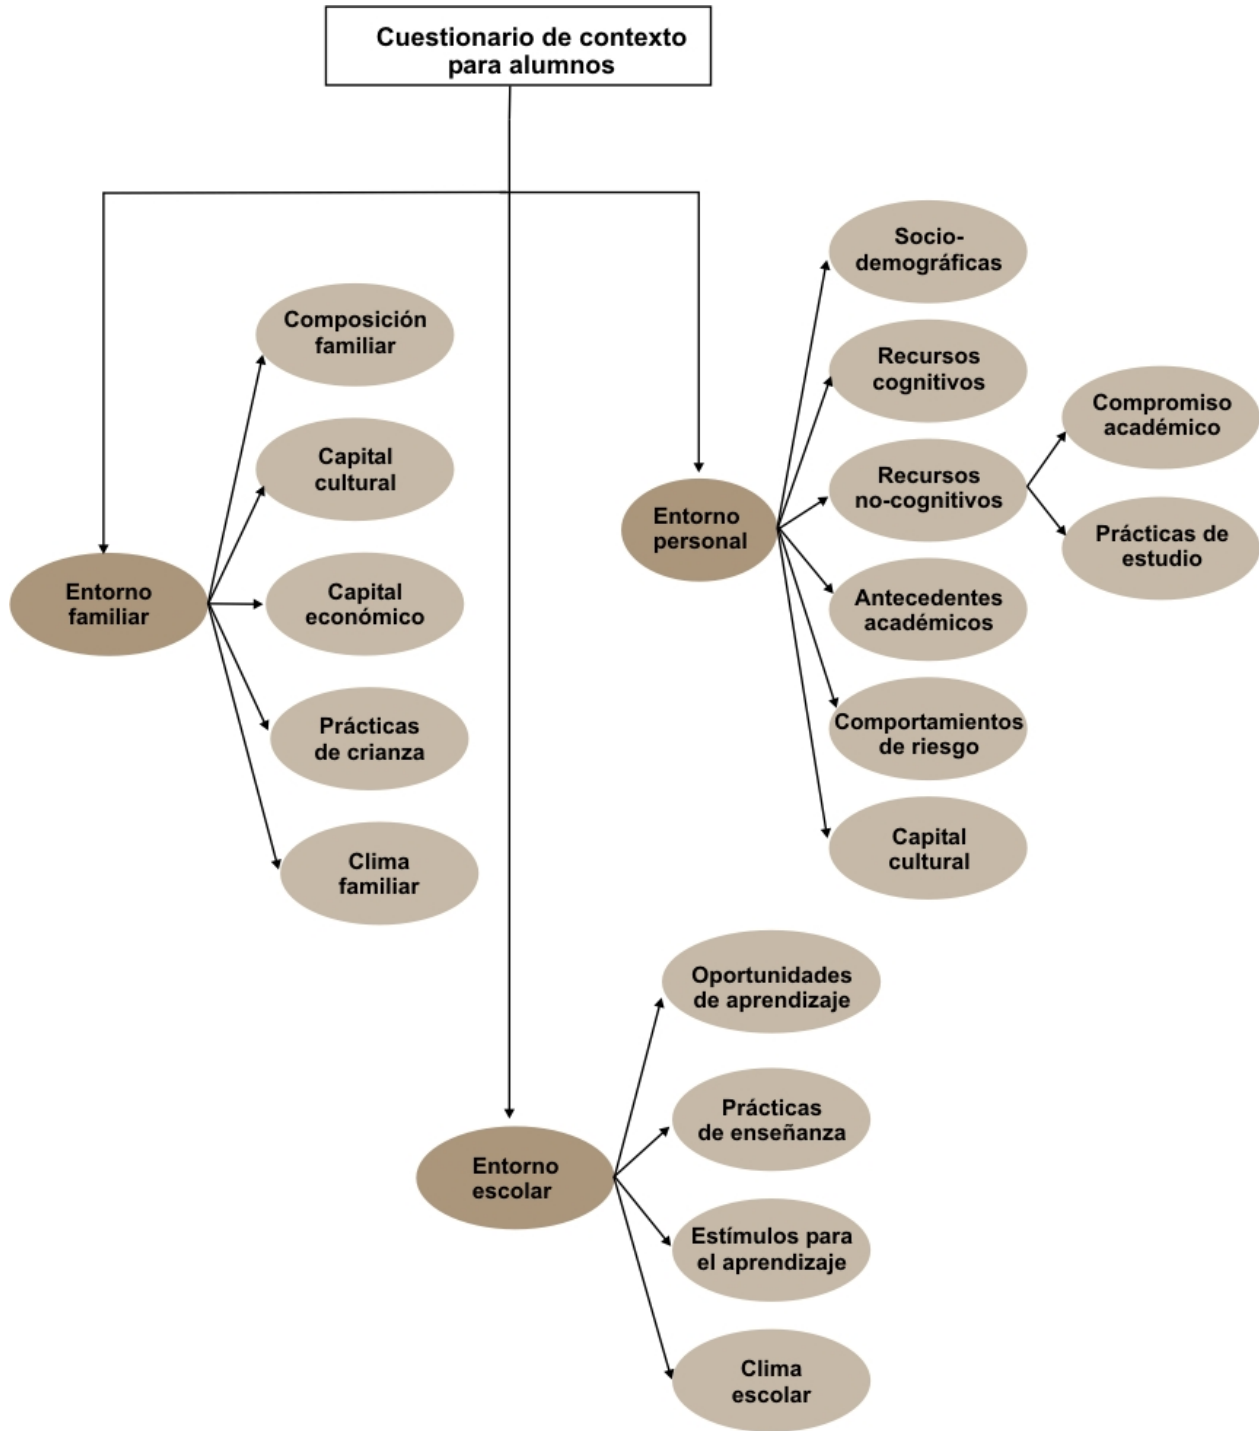 Cuestionario de contexto
para alumnos
Entorno
familiar
Composición
familiar
Capital
cultural
Capital
económico
Prácticas
de crianza
Clima
familiar
Entorno
personal
Socio-
demográficas
Recursos
cognitivos
Recursos
no-cognitivos
Compromiso
académico
Prácticas de
estudio
Antecedentes
académicos
Comportamientos
de riesgo
Capital
cultural
Entorno
escolar
Oportunidades
de aprendizaje
Prácticas
de enseñanza
Estímulos para
el aprendizaje
Clima
escolar